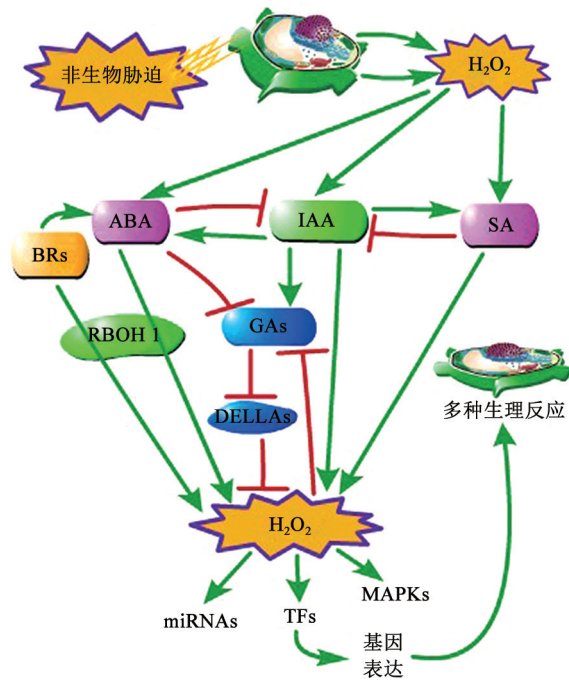 非生物胁迫
H₂O₂
ABA
IAA
SA
BRs
RBOH 1
GAs
DELLAs
多种生理反应
H₂O₂
miRNAs
TFs
MAPKs
基因
表达